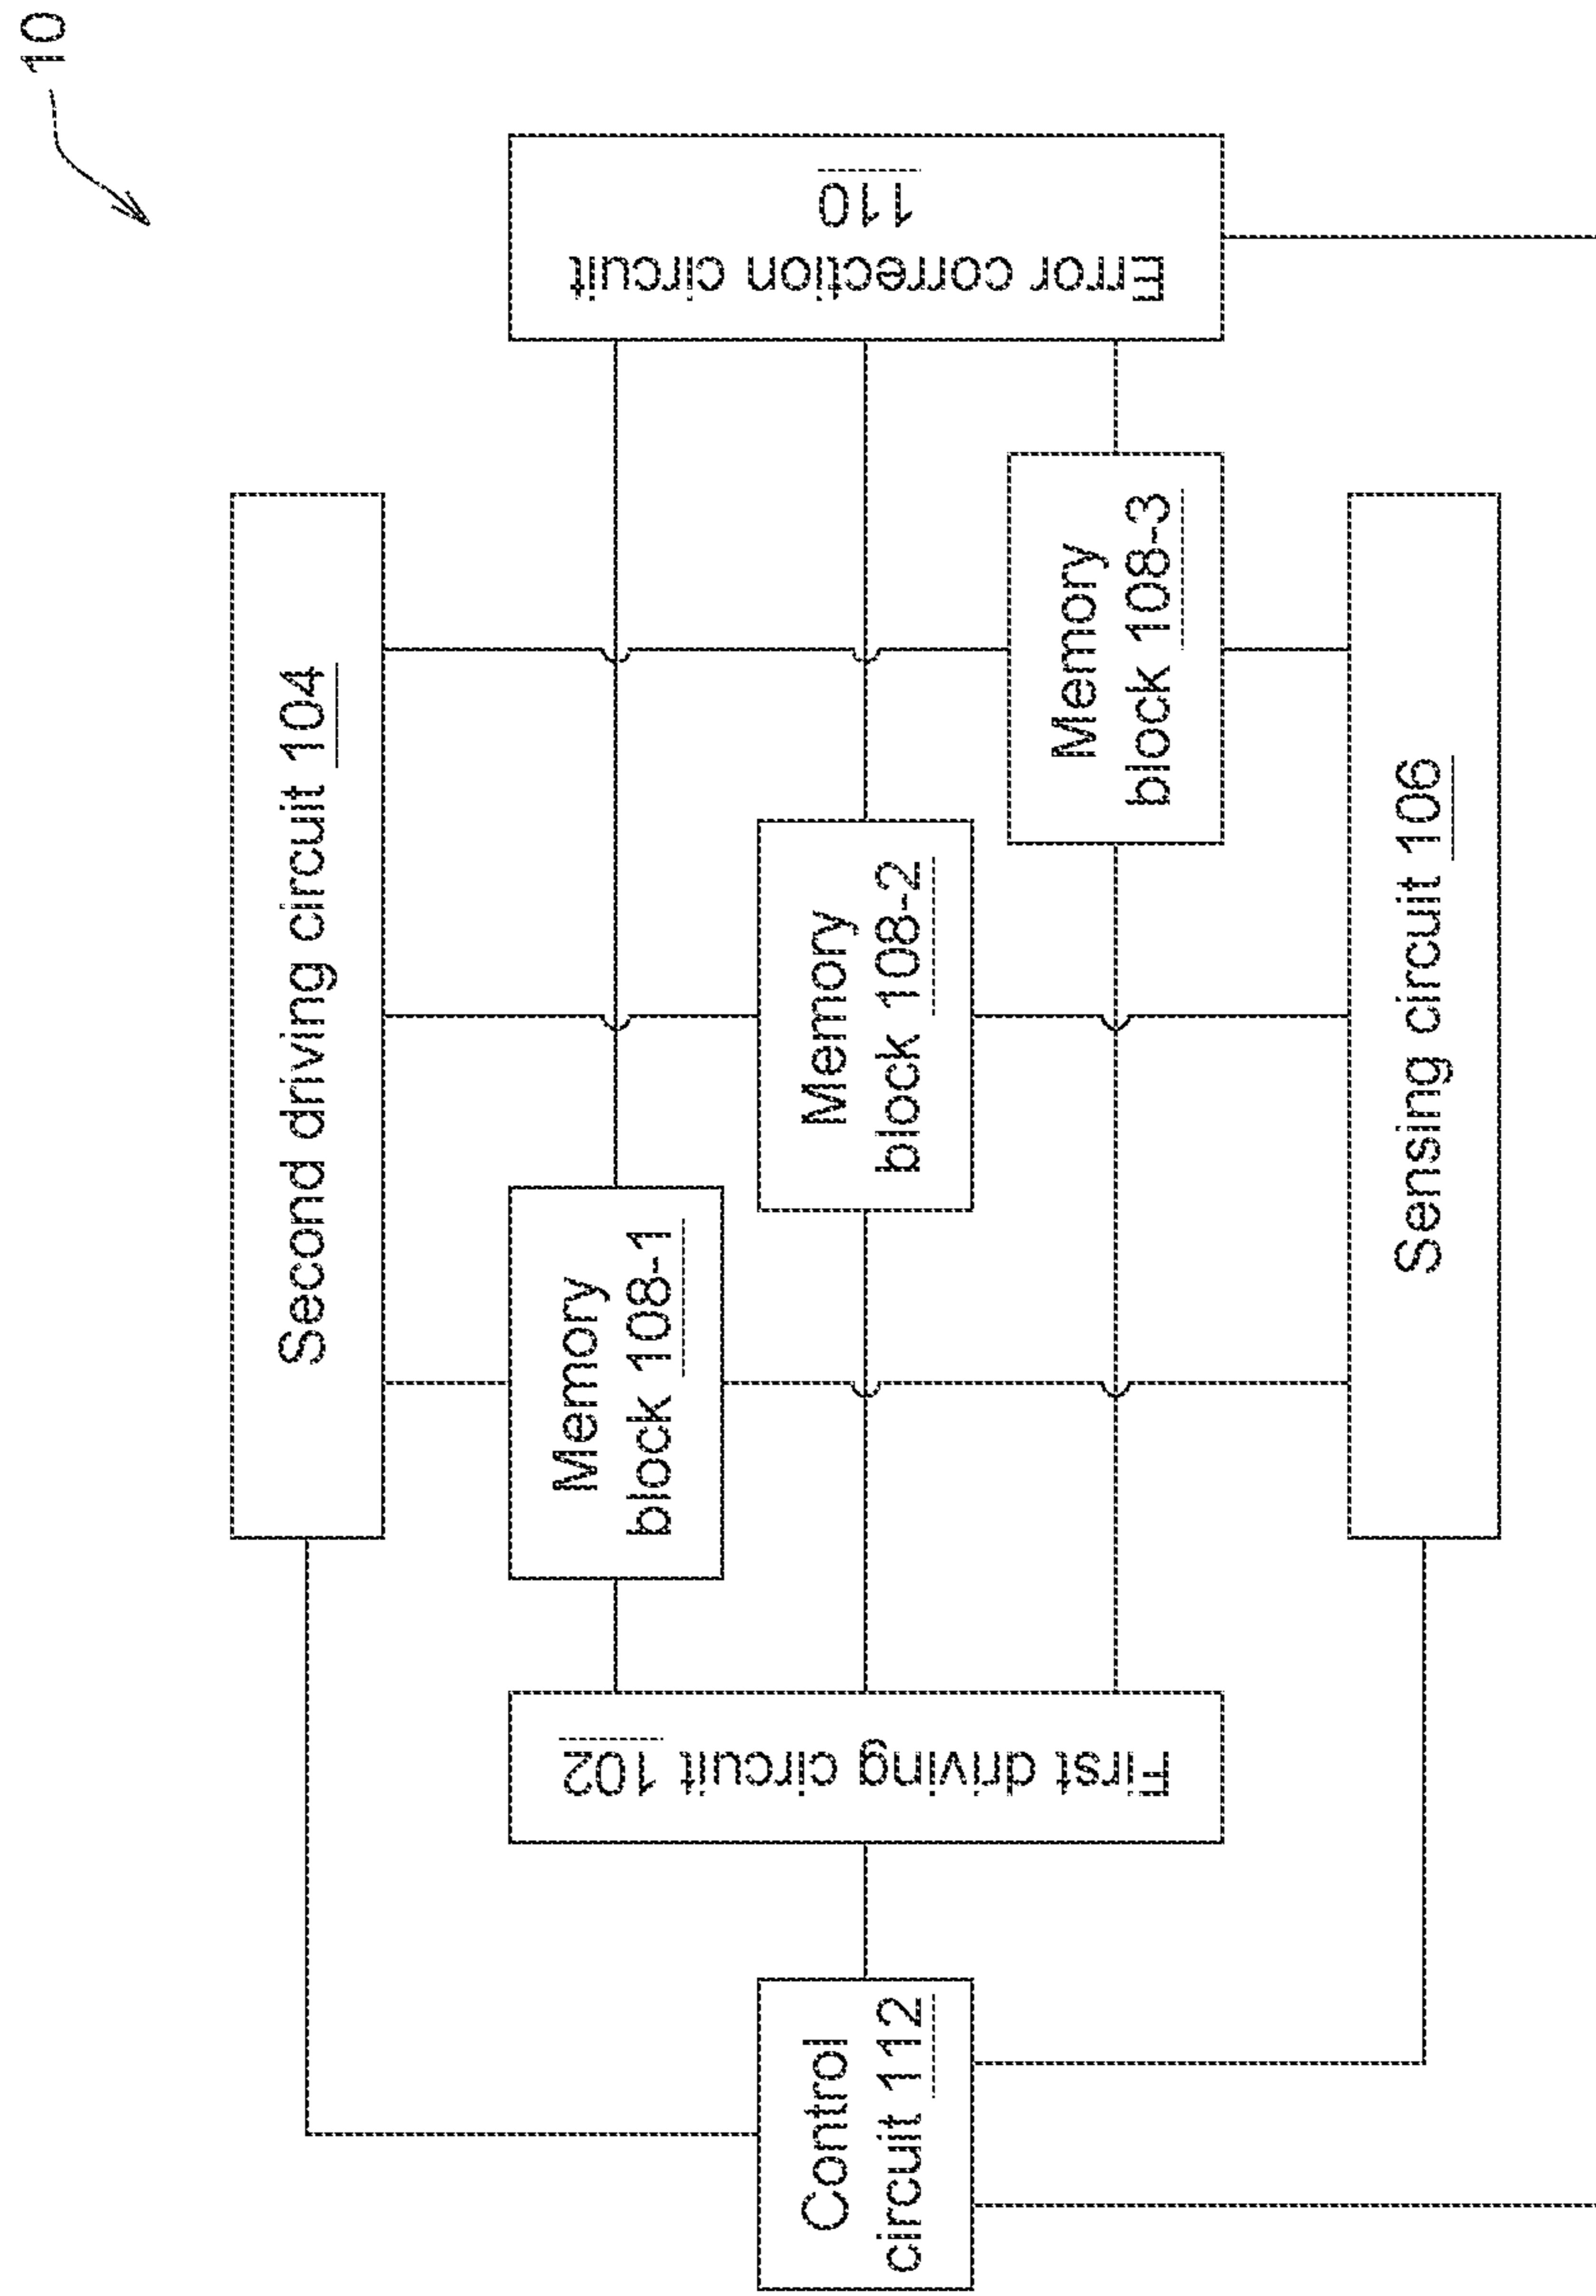 10
Second driving circuit 104
Error correction circuit
110
Memory
block 108-1
Memory
block 108-2
Memory
block 108-3
First driving circuit 102
Control
circuit 112
Sensing circuit 106